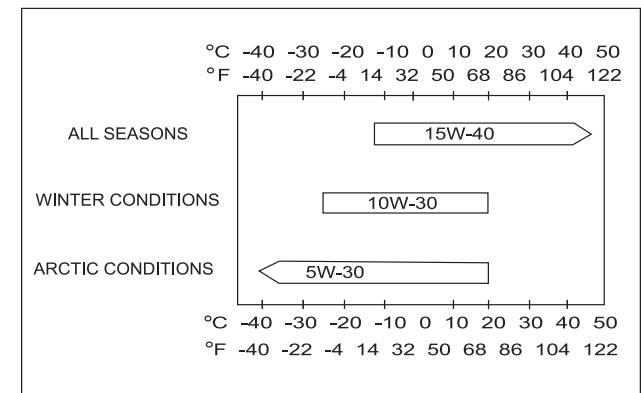 °C -40 -30 -20 -10 0 10 20 30 40 50
°F -40 -22 -4 14 32 50 68 86 104 122
ALL SEASONS 15W-40
WINTER CONDITIONS 10W-30
ARCTIC CONDITIONS 5W-30
°C -40 -30 -20 -10 0 10 20 30 40 50
°F -40 -22 -4 14 32 50 68 86 104 122